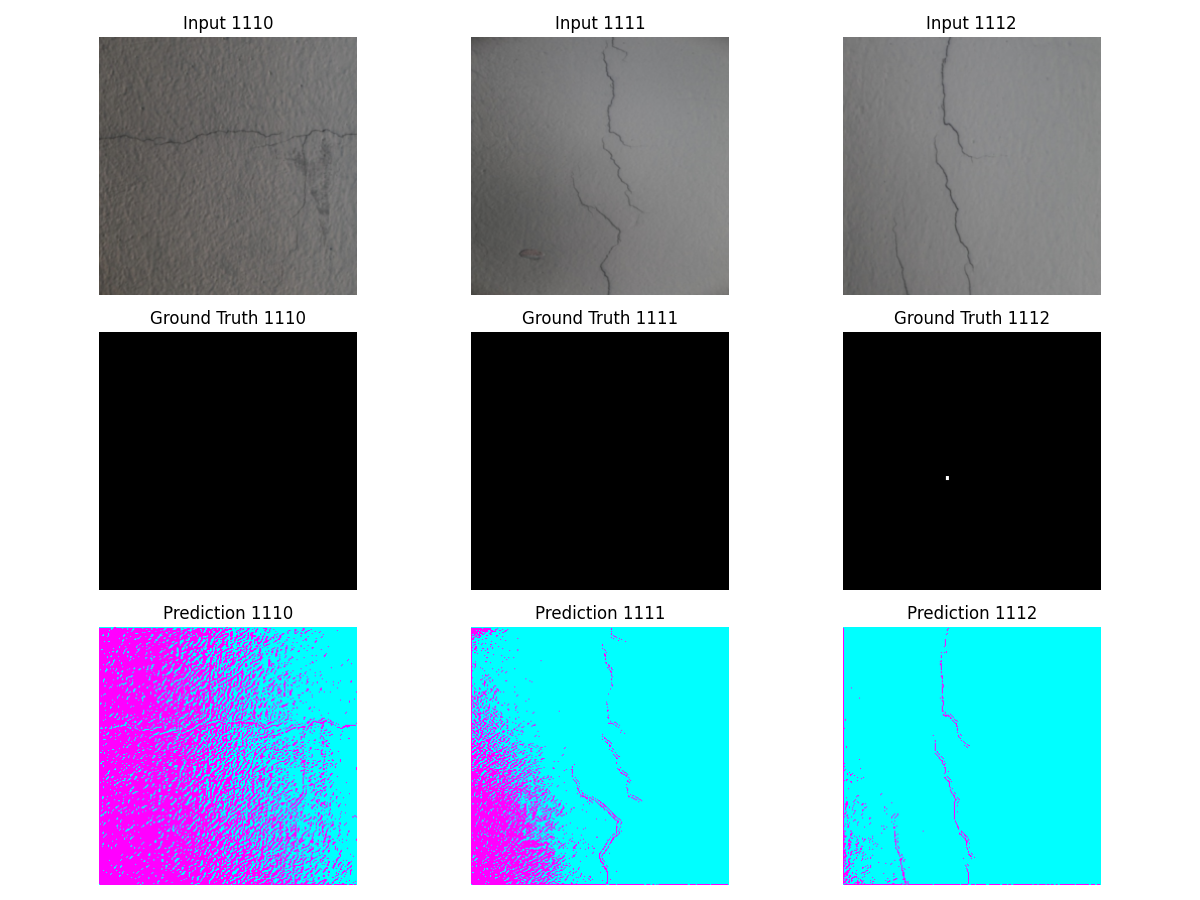 Input 1110
Input 1111
Input 1112
Ground Truth 1110
Ground Truth 1111
Ground Truth 1112
Prediction 1110
Prediction 1111
Prediction 1112